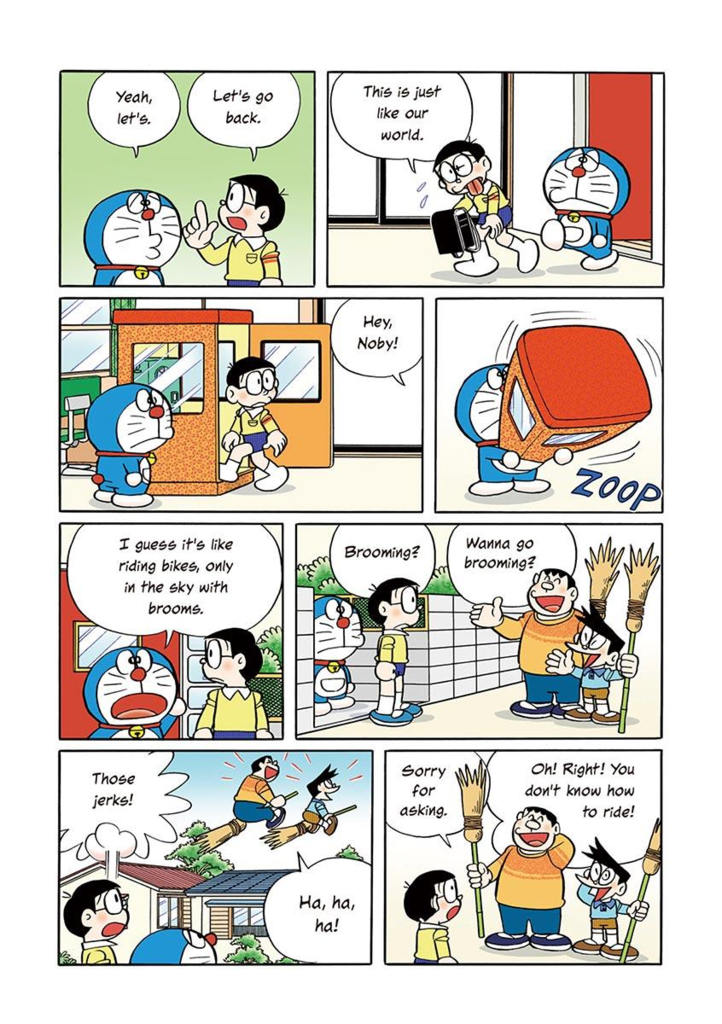 This is just
like our
world.
Let's go
back.
Yeah,
let's.
ZOOP
Hey,
Noby!
Wanna go
brooming?
Brooming?
I guess it's like
riding bikes, only
in the sky with
brooms.
Oh! Right! You
don't know how
to ride!
Sorry
for
asking.
Ha, ha,
ha!
Those
jerks!